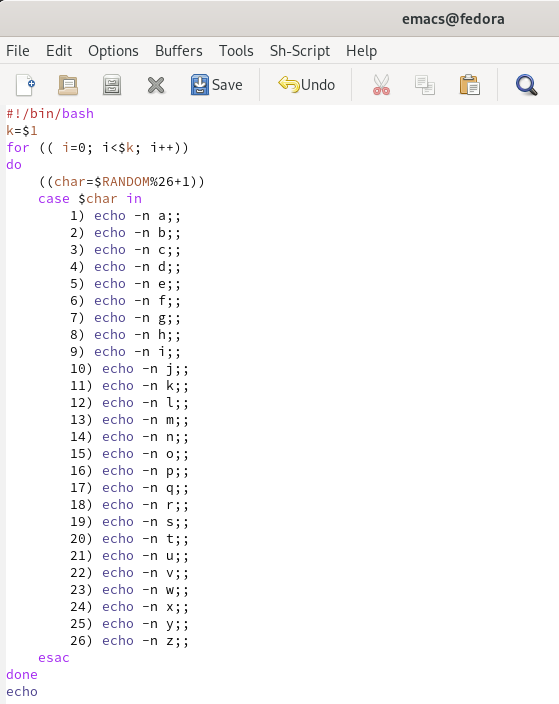 emacs@fedora
File Edit Options Buffers Tools Sh-Script Help
Save Undo
#!/bin/bash
k=$1
for (( i=0; i<$k; i++))
do
    ((char=$RANDOM%26+1))
    case $char in
        1) echo -n a;;
        2) echo -n b;;
        3) echo -n c;;
        4) echo -n d;;
        5) echo -n e;;
        6) echo -n f;;
        7) echo -n g;;
        8) echo -n h;;
        9) echo -n i;;
        10) echo -n j;;
        11) echo -n k;;
        12) echo -n l;;
        13) echo -n m;;
        14) echo -n n;;
        15) echo -n o;;
        16) echo -n p;;
        17) echo -n q;;
        18) echo -n r;;
        19) echo -n s;;
        20) echo -n t;;
        21) echo -n u;;
        22) echo -n v;;
        23) echo -n w;;
        24) echo -n x;;
        25) echo -n y;;
        26) echo -n z;;
    esac
done
echo